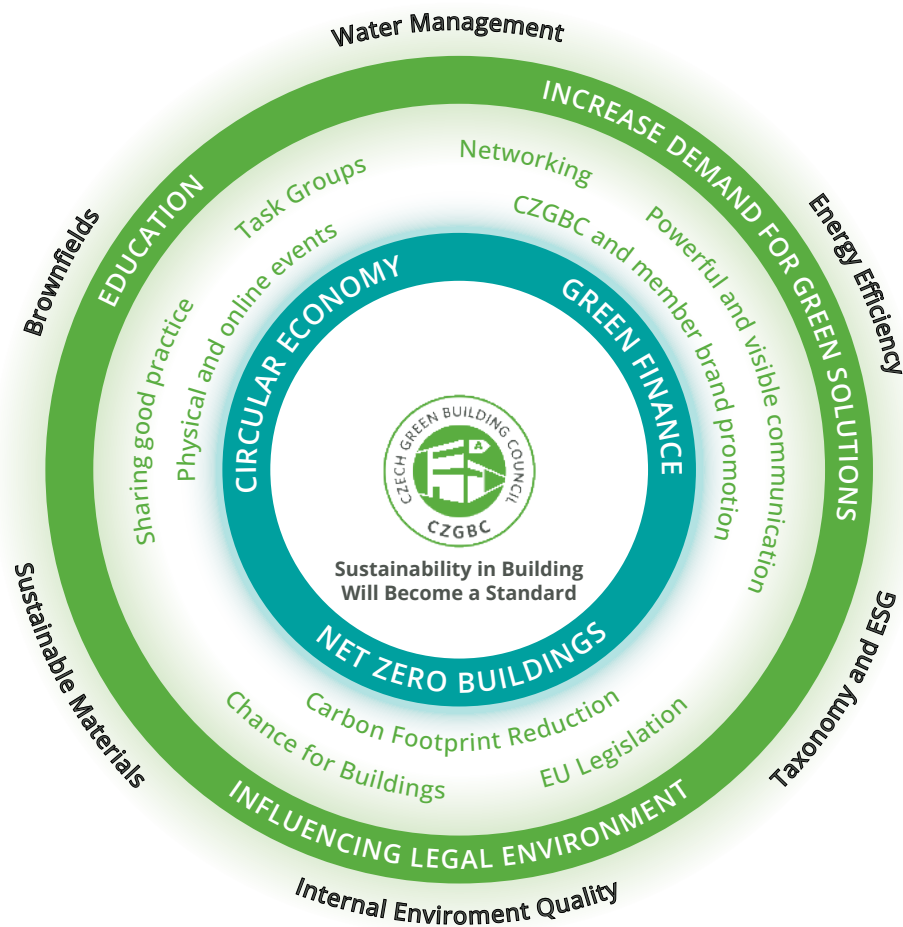 Water Management
INCREASE DEMAND FOR GREEN SOLUTIONS
EDUCATION
Task Groups
Networking
Brownfields
Energy Efficiency
CZGBC and member brand promotion
Powerful and visible communication
Physical and online events
Sharing good practice
CIRCULAR ECONOMY
GREEN FINANCE
CZECH GREEN BUILDING COUNCIL
A
CZGBC
Sustainability in Building
Will Become a Standard
NET ZERO BUILDINGS
Sustainable Materials
Taxonomy and ESG
Carbon Footprint Reduction
Chance for Buildings
EU Legislation
INFLUENCING LEGAL ENVIRONMENT
Internal Enviroment Quality